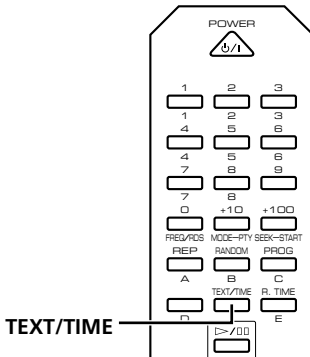 POWER
⏻/I
1 2 3
1 2 3
4 5 6
4 5 6
7 8 9
7 8
0 +10 +100
FREQ/RDS MODE–PTY SEEK–START
REP RANDOM PROG
A B C
TEXT/TIME R. TIME
TEXT/TIME
D E
▷/▯▯